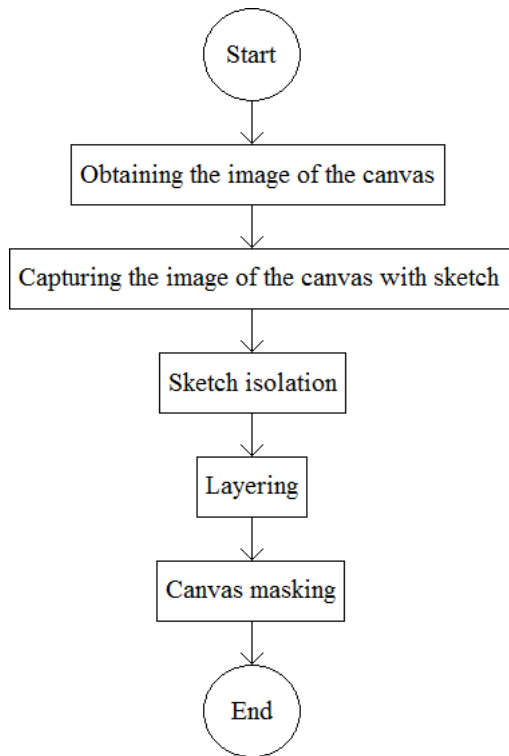 Start
Obtaining the image of the canvas
Capturing the image of the canvas with sketch
Sketch isolation
Layering
Canvas masking
End